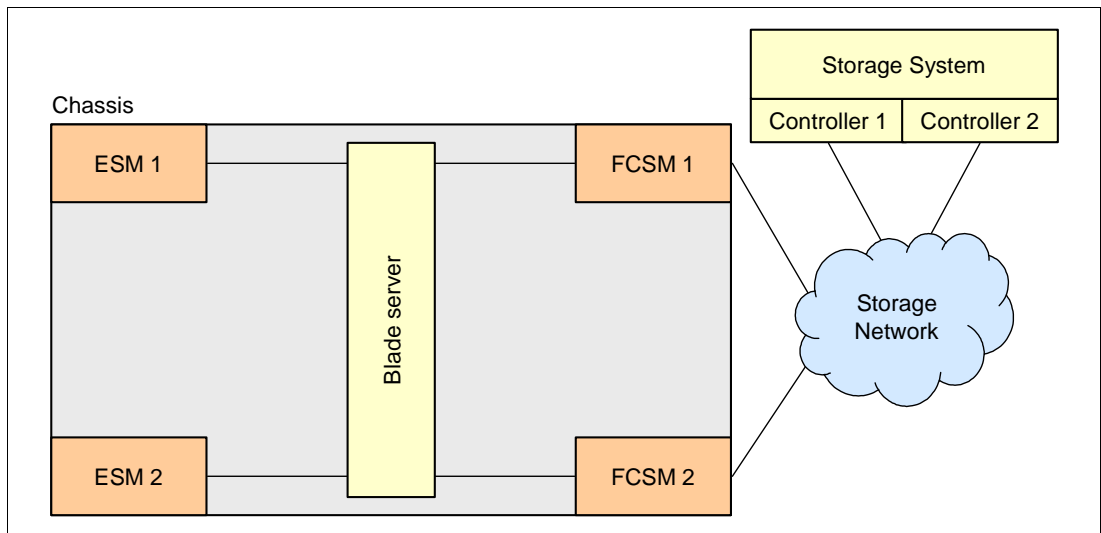 Storage System
Controller 1
Controller 2
Chassis
ESM 1
FCSM 1
Blade server
Storage
Network
ESM 2
FCSM 2